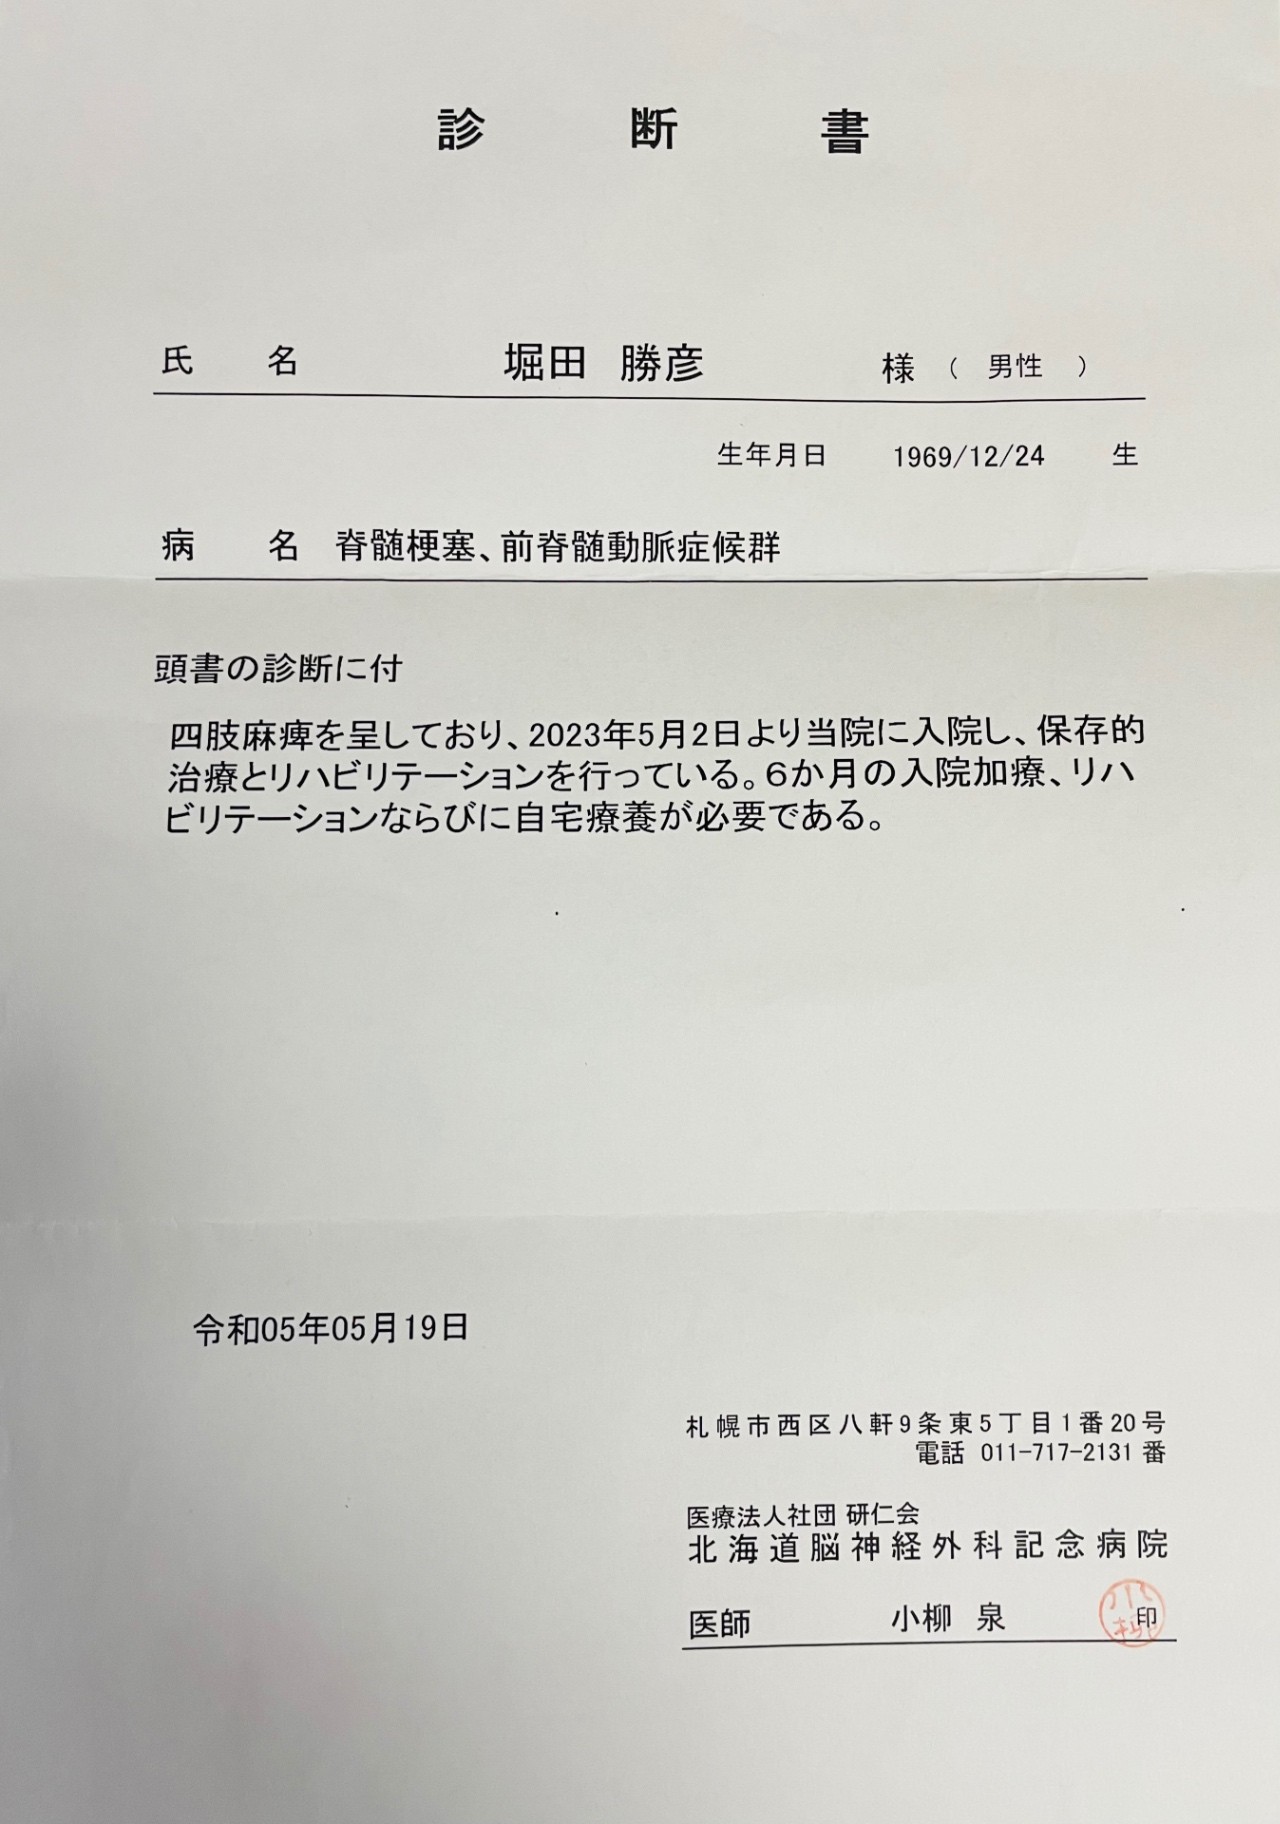 診断書
氏名 堀田 勝彦 様 ( 男性 )
生年月日 1969/12/24 生
病名 脊髄梗塞、前脊髄動脈症候群
頭書の診断に付
四肢麻痺を呈しており、2023年5月2日より当院に入院し、保存的
治療とリハビリテーションを行っている。6か月の入院加療、リハ
ビリテーションならびに自宅療養が必要である。
令和05年05月19日
札幌市西区八軒9条東5丁目1番20号
電話 011-717-2131 番
医療法人社団 研仁会
北海道脳神経外科記念病院
医師 小柳 泉 印
小柳